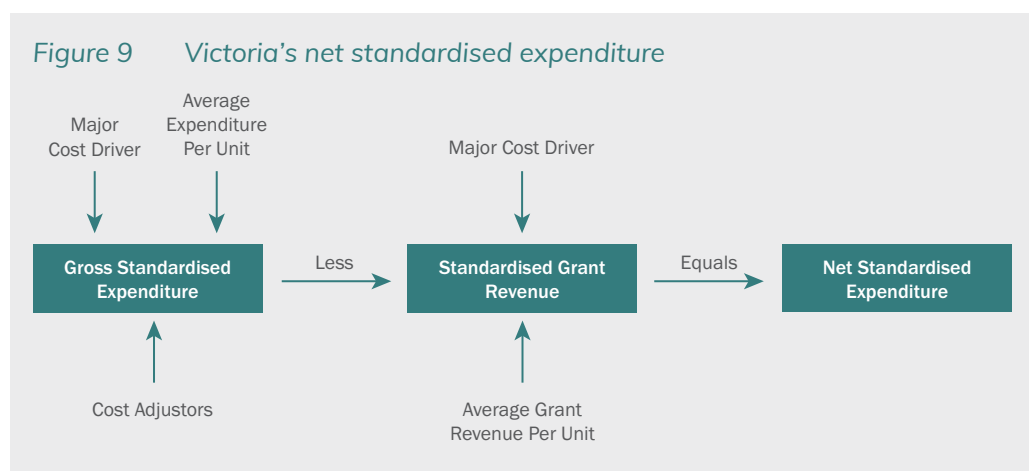 Figure 9 Victoria's net standardised expenditure
Major
Cost Driver
Average
Expenditure
Per Unit
Major Cost Driver
Gross Standardised
Expenditure
Less
Standardised Grant
Revenue
Equals
Net Standardised
Expenditure
Cost Adjustors
Average Grant
Revenue Per Unit